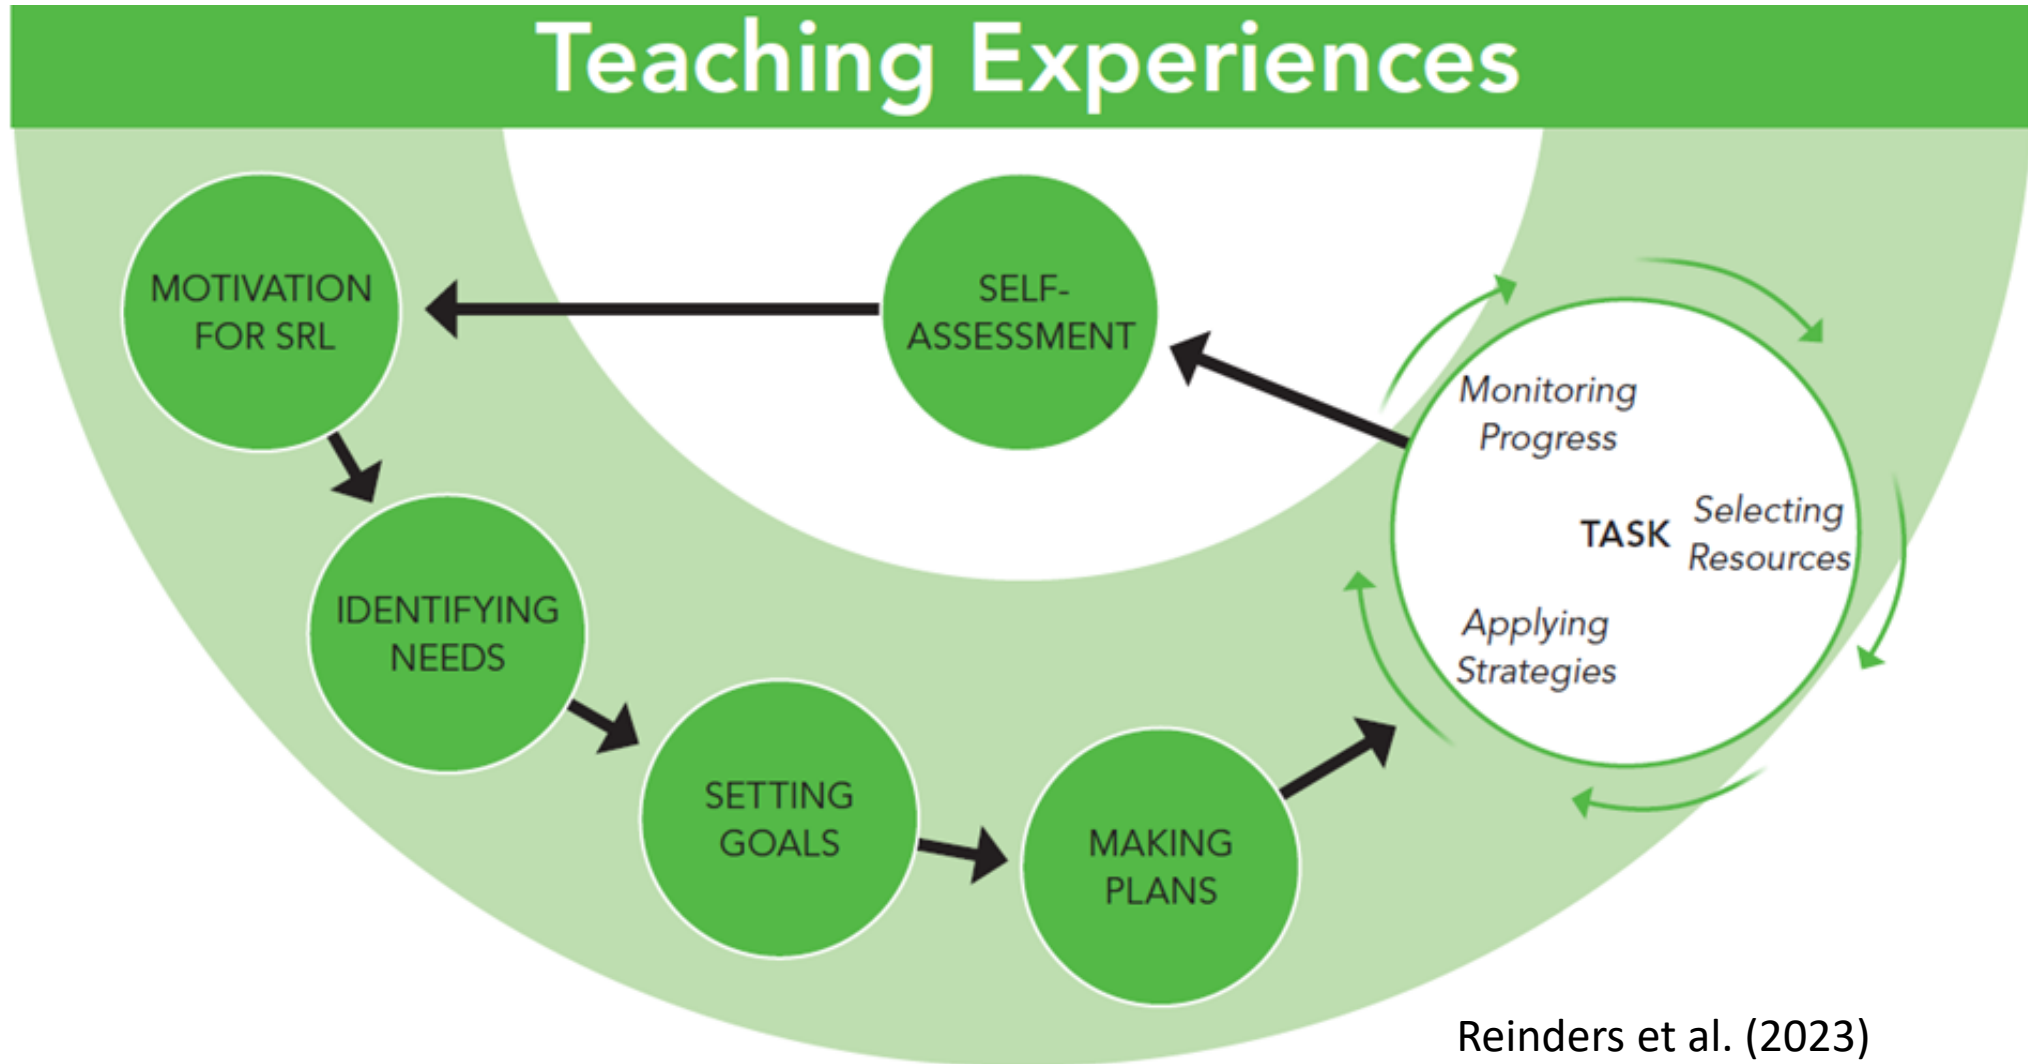 Teaching Experiences
MOTIVATION
FOR SRL
IDENTIFYING
NEEDS
SETTING
GOALS
MAKING
PLANS
Monitoring
Progress
TASK
Selecting
Resources
Applying
Strategies
SELF-
ASSESSMENT
Reinders et al. (2023)